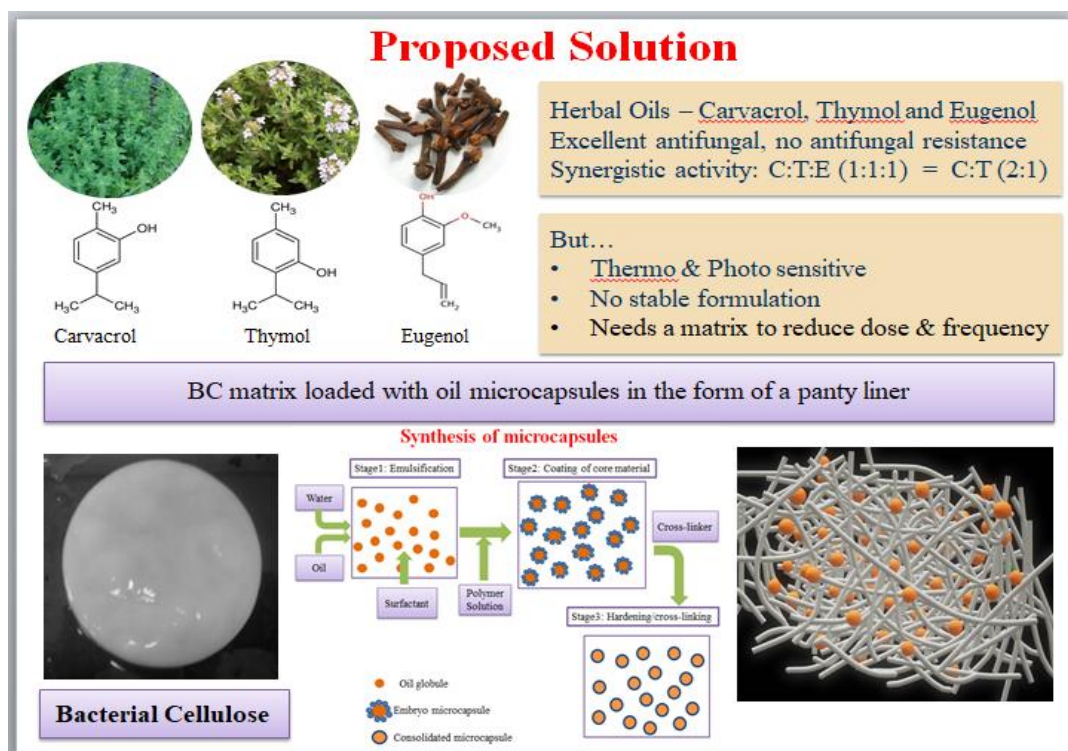 Proposed Solution
CH₃
OH
H₃C
CH₃
Carvacrol
CH₃
OH
H₃C
CH₃
Thymol
OH
O
CH₃
CH₂
Eugenol
Herbal Oils – Carvacrol, Thymol and Eugenol
Excellent antifungal, no antifungal resistance
Synergistic activity: C:T:E (1:1:1) = C:T (2:1)
But…
• Thermo & Photo sensitive
• No stable formulation
• Needs a matrix to reduce dose & frequency
BC matrix loaded with oil microcapsules in the form of a panty liner
Synthesis of microcapsules
Stage1: Emulsification
Stage2: Coating of core material
Water
Oil
Surfactant
Polymer
Solution
Cross-linker
Stage3: Hardening/cross-linking
Oil globule
Embryo microcapsule
Consolidated microcapsule
Bacterial Cellulose